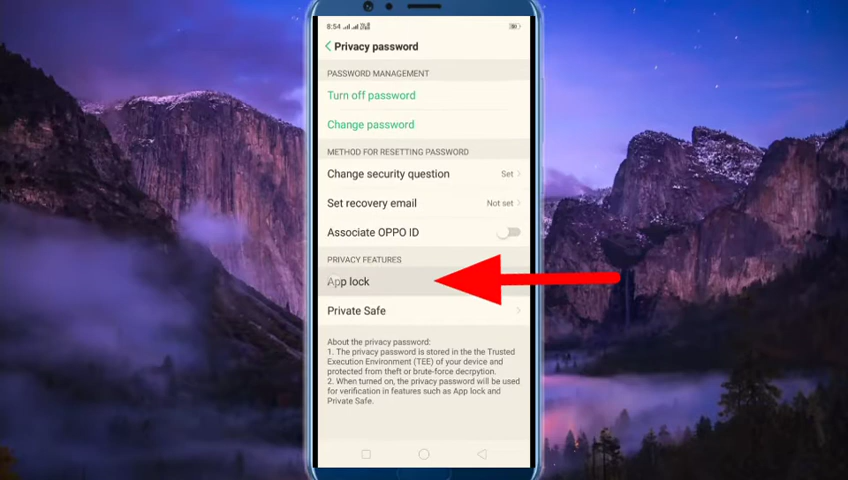 8:54
Privacy password
PASSWORD MANAGEMENT
Turn off password
Change password
METHOD FOR RESETTING PASSWORD
Change security question Set
Set recovery email Not set
Associate OPPO ID
PRIVACY FEATURES
App lock
Private Safe
About the privacy password:
1. The privacy password is stored in the the Trusted
Execution Environment (TEE) of your device and
protected from theft or brute-force decrpytion.
2. When turned on, the privacy password will be used
for verification in features such as App lock and
Private Safe.